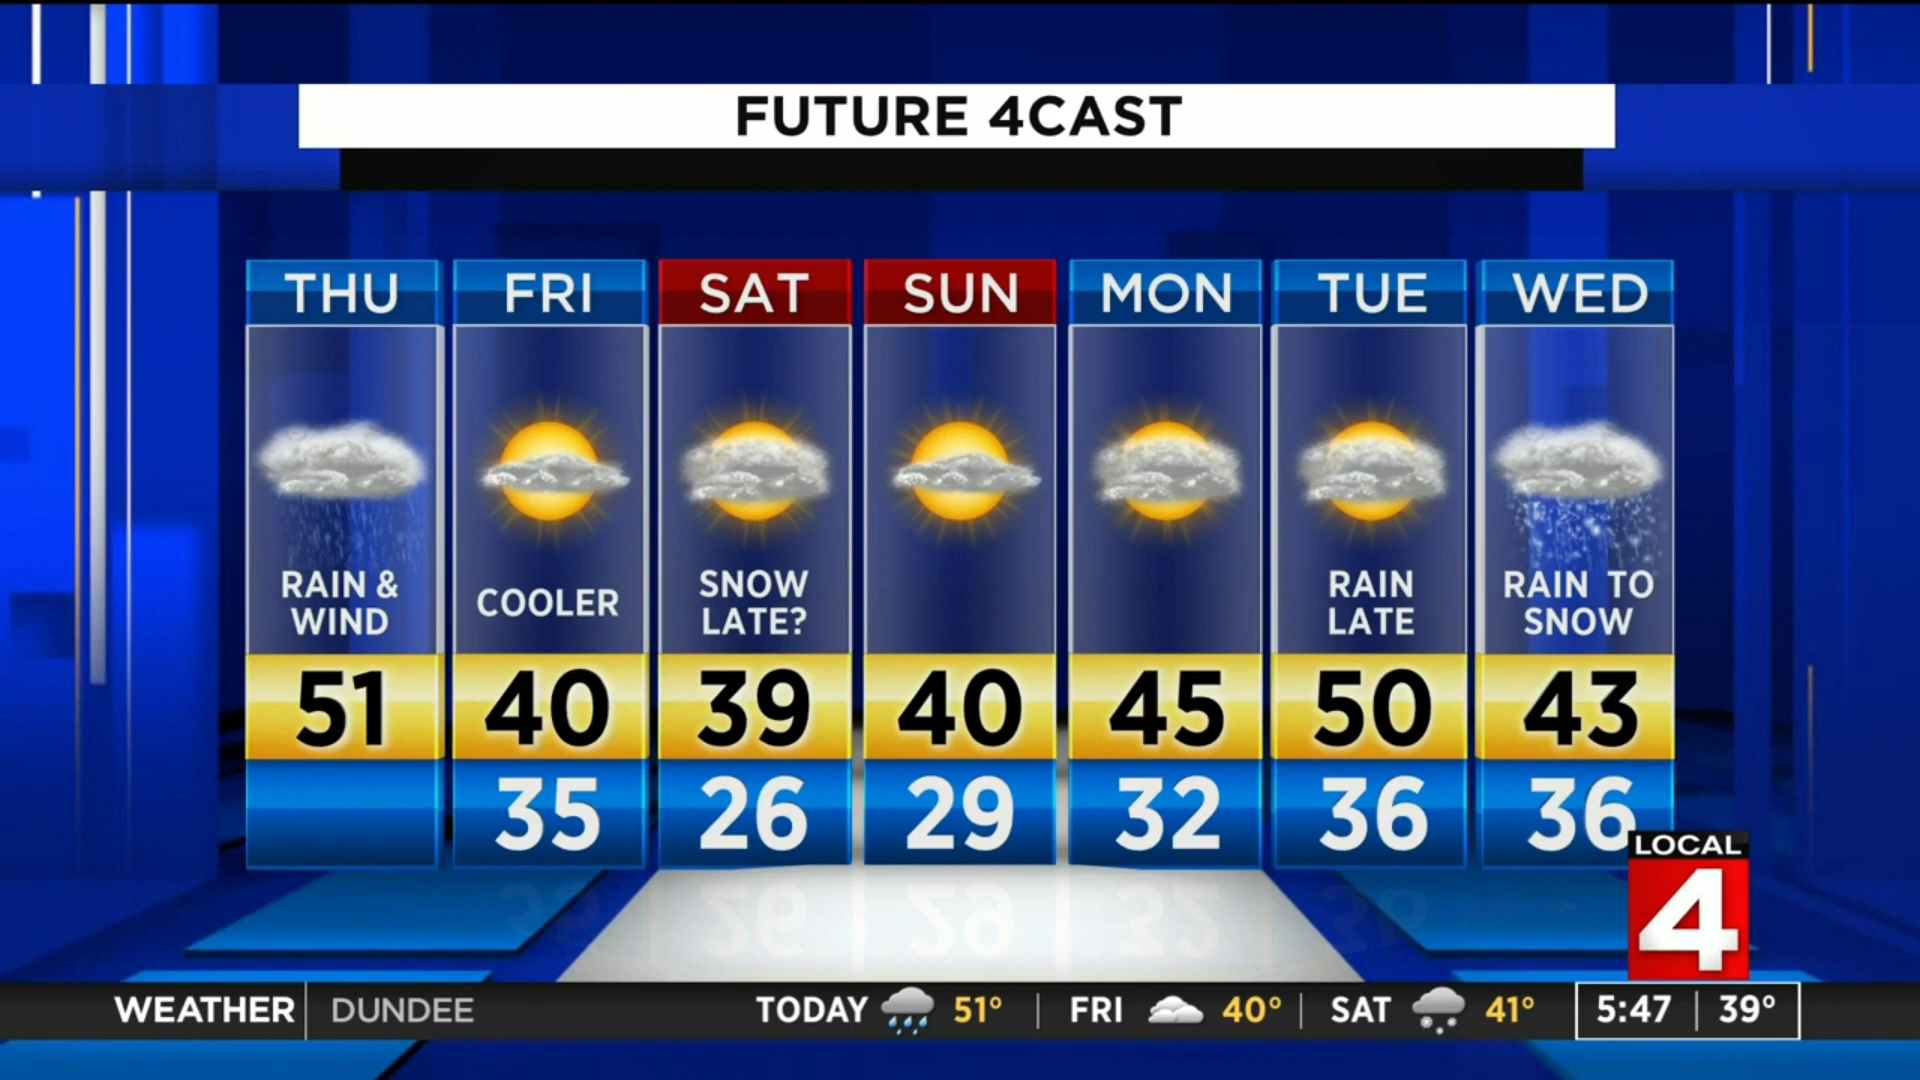 FUTURE 4CAST
THU FRI SAT SUN MON TUE WED
RAIN & WIND
COOLER
SNOW LATE?
RAIN LATE
RAIN TO SNOW
51 40 39 40 45 50 43
35 26 29 32 36 36
LOCAL
4
WEATHER DUNDEE TODAY 51° FRI 40° SAT 41° 5:47 39°